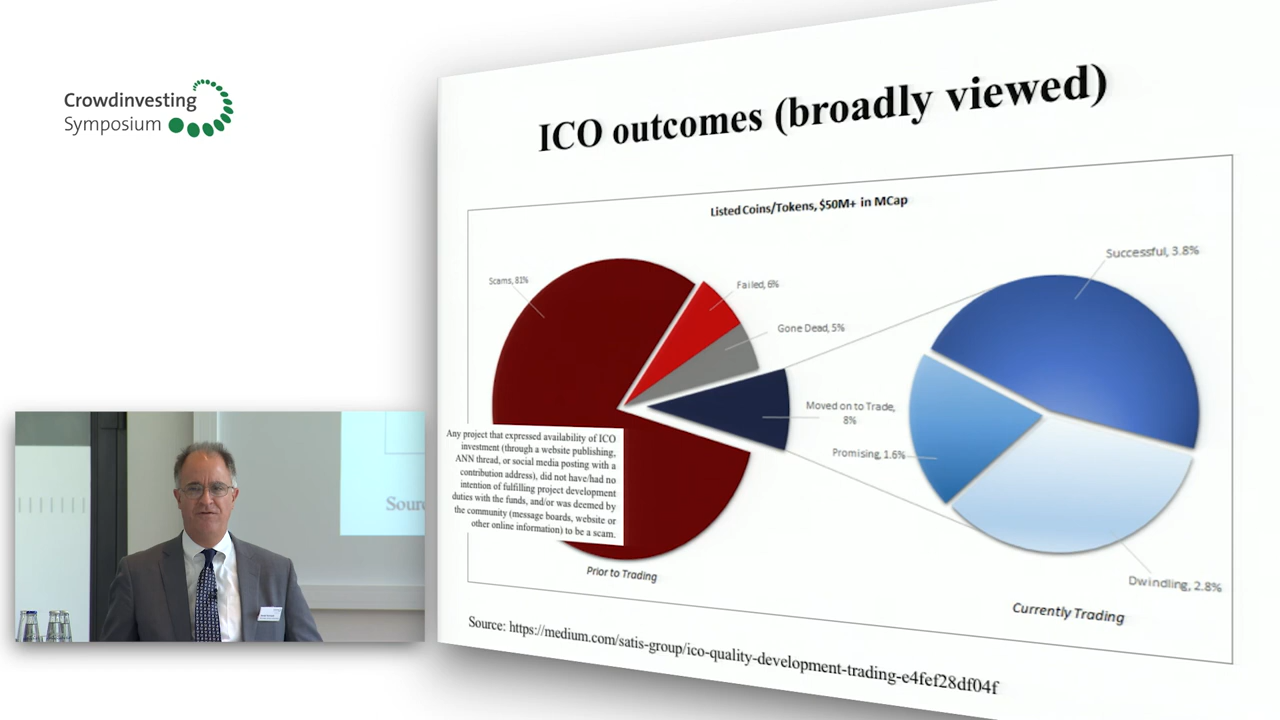 Crowdinvesting
Symposium
ICO outcomes (broadly viewed)
Listed Coins/Tokens, $50M+ in MCap
Scams, 81%
Failed, 6%
Gone Dead, 5%
Moved on to Trade,
8%
Any project that expressed availability of ICO
investment (through a website publishing,
ANN thread, or social media posting with a
contribution address), did not have/had no
intention of fulfilling project development
duties with the funds, and/or was deemed by
the community (message boards, website or
other online information) to be a scam.
Prior to Trading
Successful, 3.8%
Promising, 1.6%
Dwindling, 2.8%
Currently Trading
Source: https://medium.com/satis-group/ico-quality-development-trading-e4fef28df04f
Sour